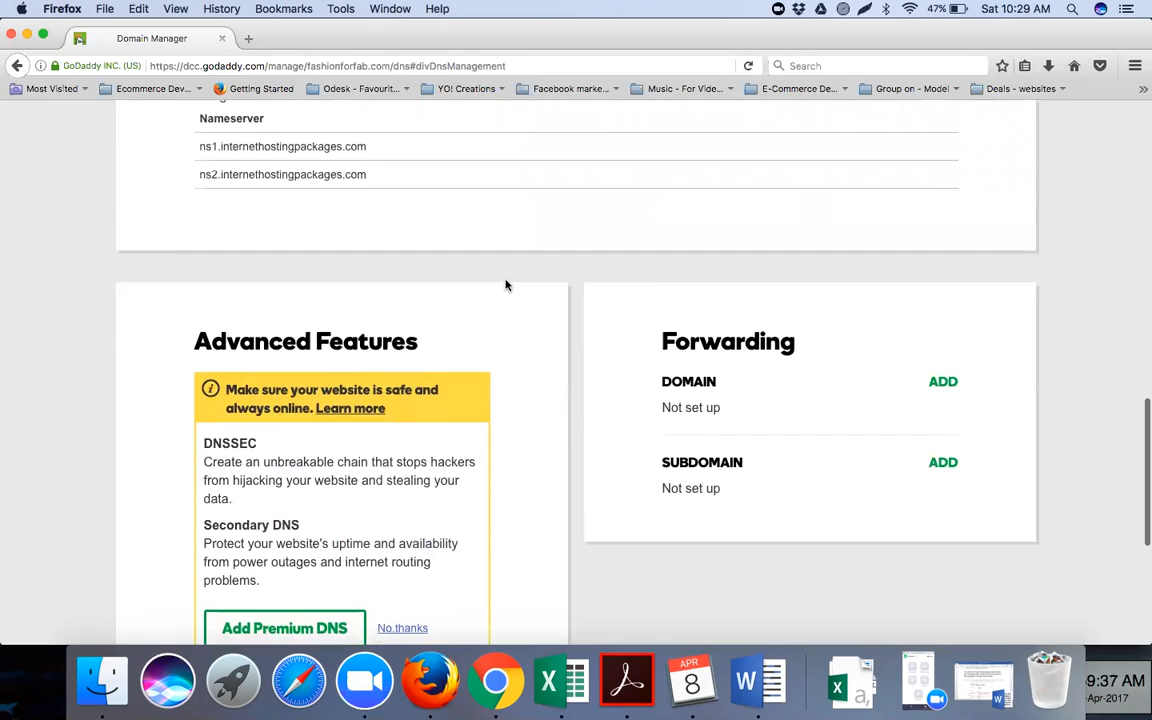 Firefox File Edit View History Bookmarks Tools Window Help 47% Sat 10:29 AM
Domain Manager
GoDaddy INC. (US) https://dcc.godaddy.com/manage/fashionforfab.com/dns#divDnsManagement Search
Most Visited Ecommerce Dev... Getting Started Odesk - Favourit... YO! Creations Facebook marke... Music - For Vide... E-Commerce De... Group on - Model Deals - websites
Nameserver
ns1.internethostingpackages.com
ns2.internethostingpackages.com
Advanced Features
Make sure your website is safe and
always online. Learn more
DNSSEC
Create an unbreakable chain that stops hackers
from hijacking your website and stealing your
data.
Secondary DNS
Protect your website's uptime and availability
from power outages and internet routing
problems.
Add Premium DNS No,thanks
Forwarding
DOMAIN ADD
Not set up
SUBDOMAIN ADD
Not set up
APR
8
9:37 AM
-Apr-2017